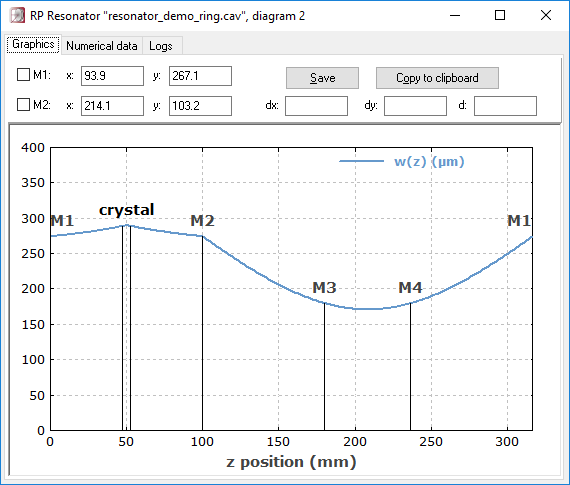 RP Resonator "resonator_demo_ring.cav", diagram 2
Graphics Numerical data Logs
M1: x: 93.9 y: 267.1 Save Copy to clipboard
M2: x: 214.1 y: 103.2 dx: dy: d:
400
w(z) (µm)
350
300
crystal
M1 M2 M1
250
200
M3 M4
150
100
50
0
0 50 100 150 200 250 300
z position (mm)